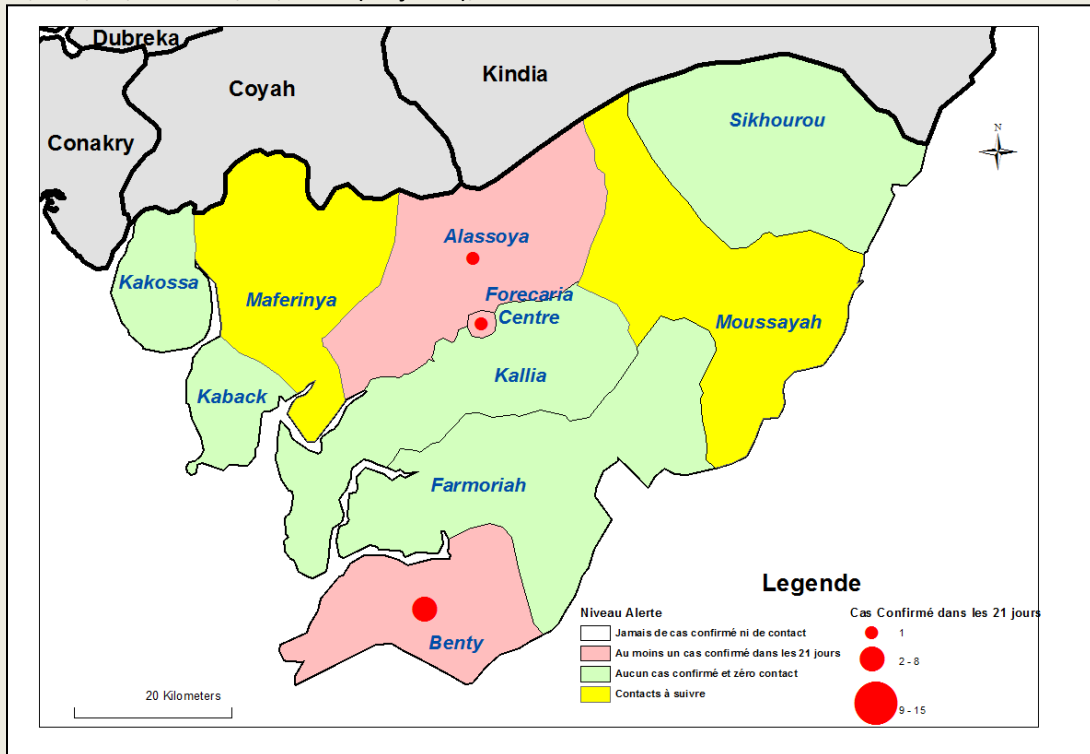 Dubreka
Coyah
Kindia
Conakry
Sikhourou
N
Alassoya
Kakossa
Maferinya
Forecaria
Centre
Moussayah
Kallia
Kaback
Farmoriah
Benty
20 Kilometers
Legende
Niveau Alerte
Jamais de cas confirmé ni de contact
Au moins un cas confirmé dans les 21 jours
Aucun cas confirmé et zéro contact
Contacts à suivre
Cas Confirmé dans les 21 jours
1
2 - 8
9 - 15